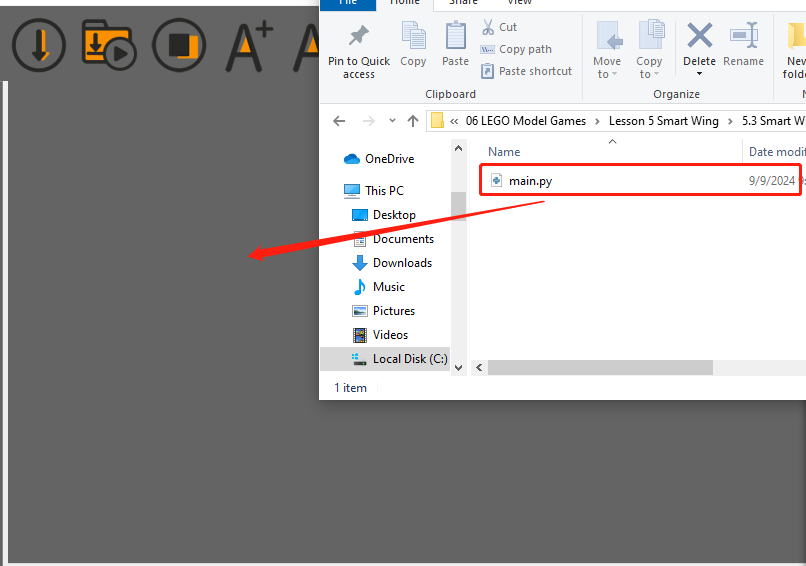 File Home Share View
A+ A
Pin to Quick access
Copy
Paste
Cut
Copy path
Paste shortcut
Move to
Copy to
Delete
Rename
New
folde
Clipboard
Organize
« 06 LEGO Model Games > Lesson 5 Smart Wing > 5.3 Smart W
Name
Date modif
OneDrive
main.py
9/9/2024 9:
This PC
Desktop
Documents
Downloads
Music
Pictures
Videos
Local Disk (C:)
1 item